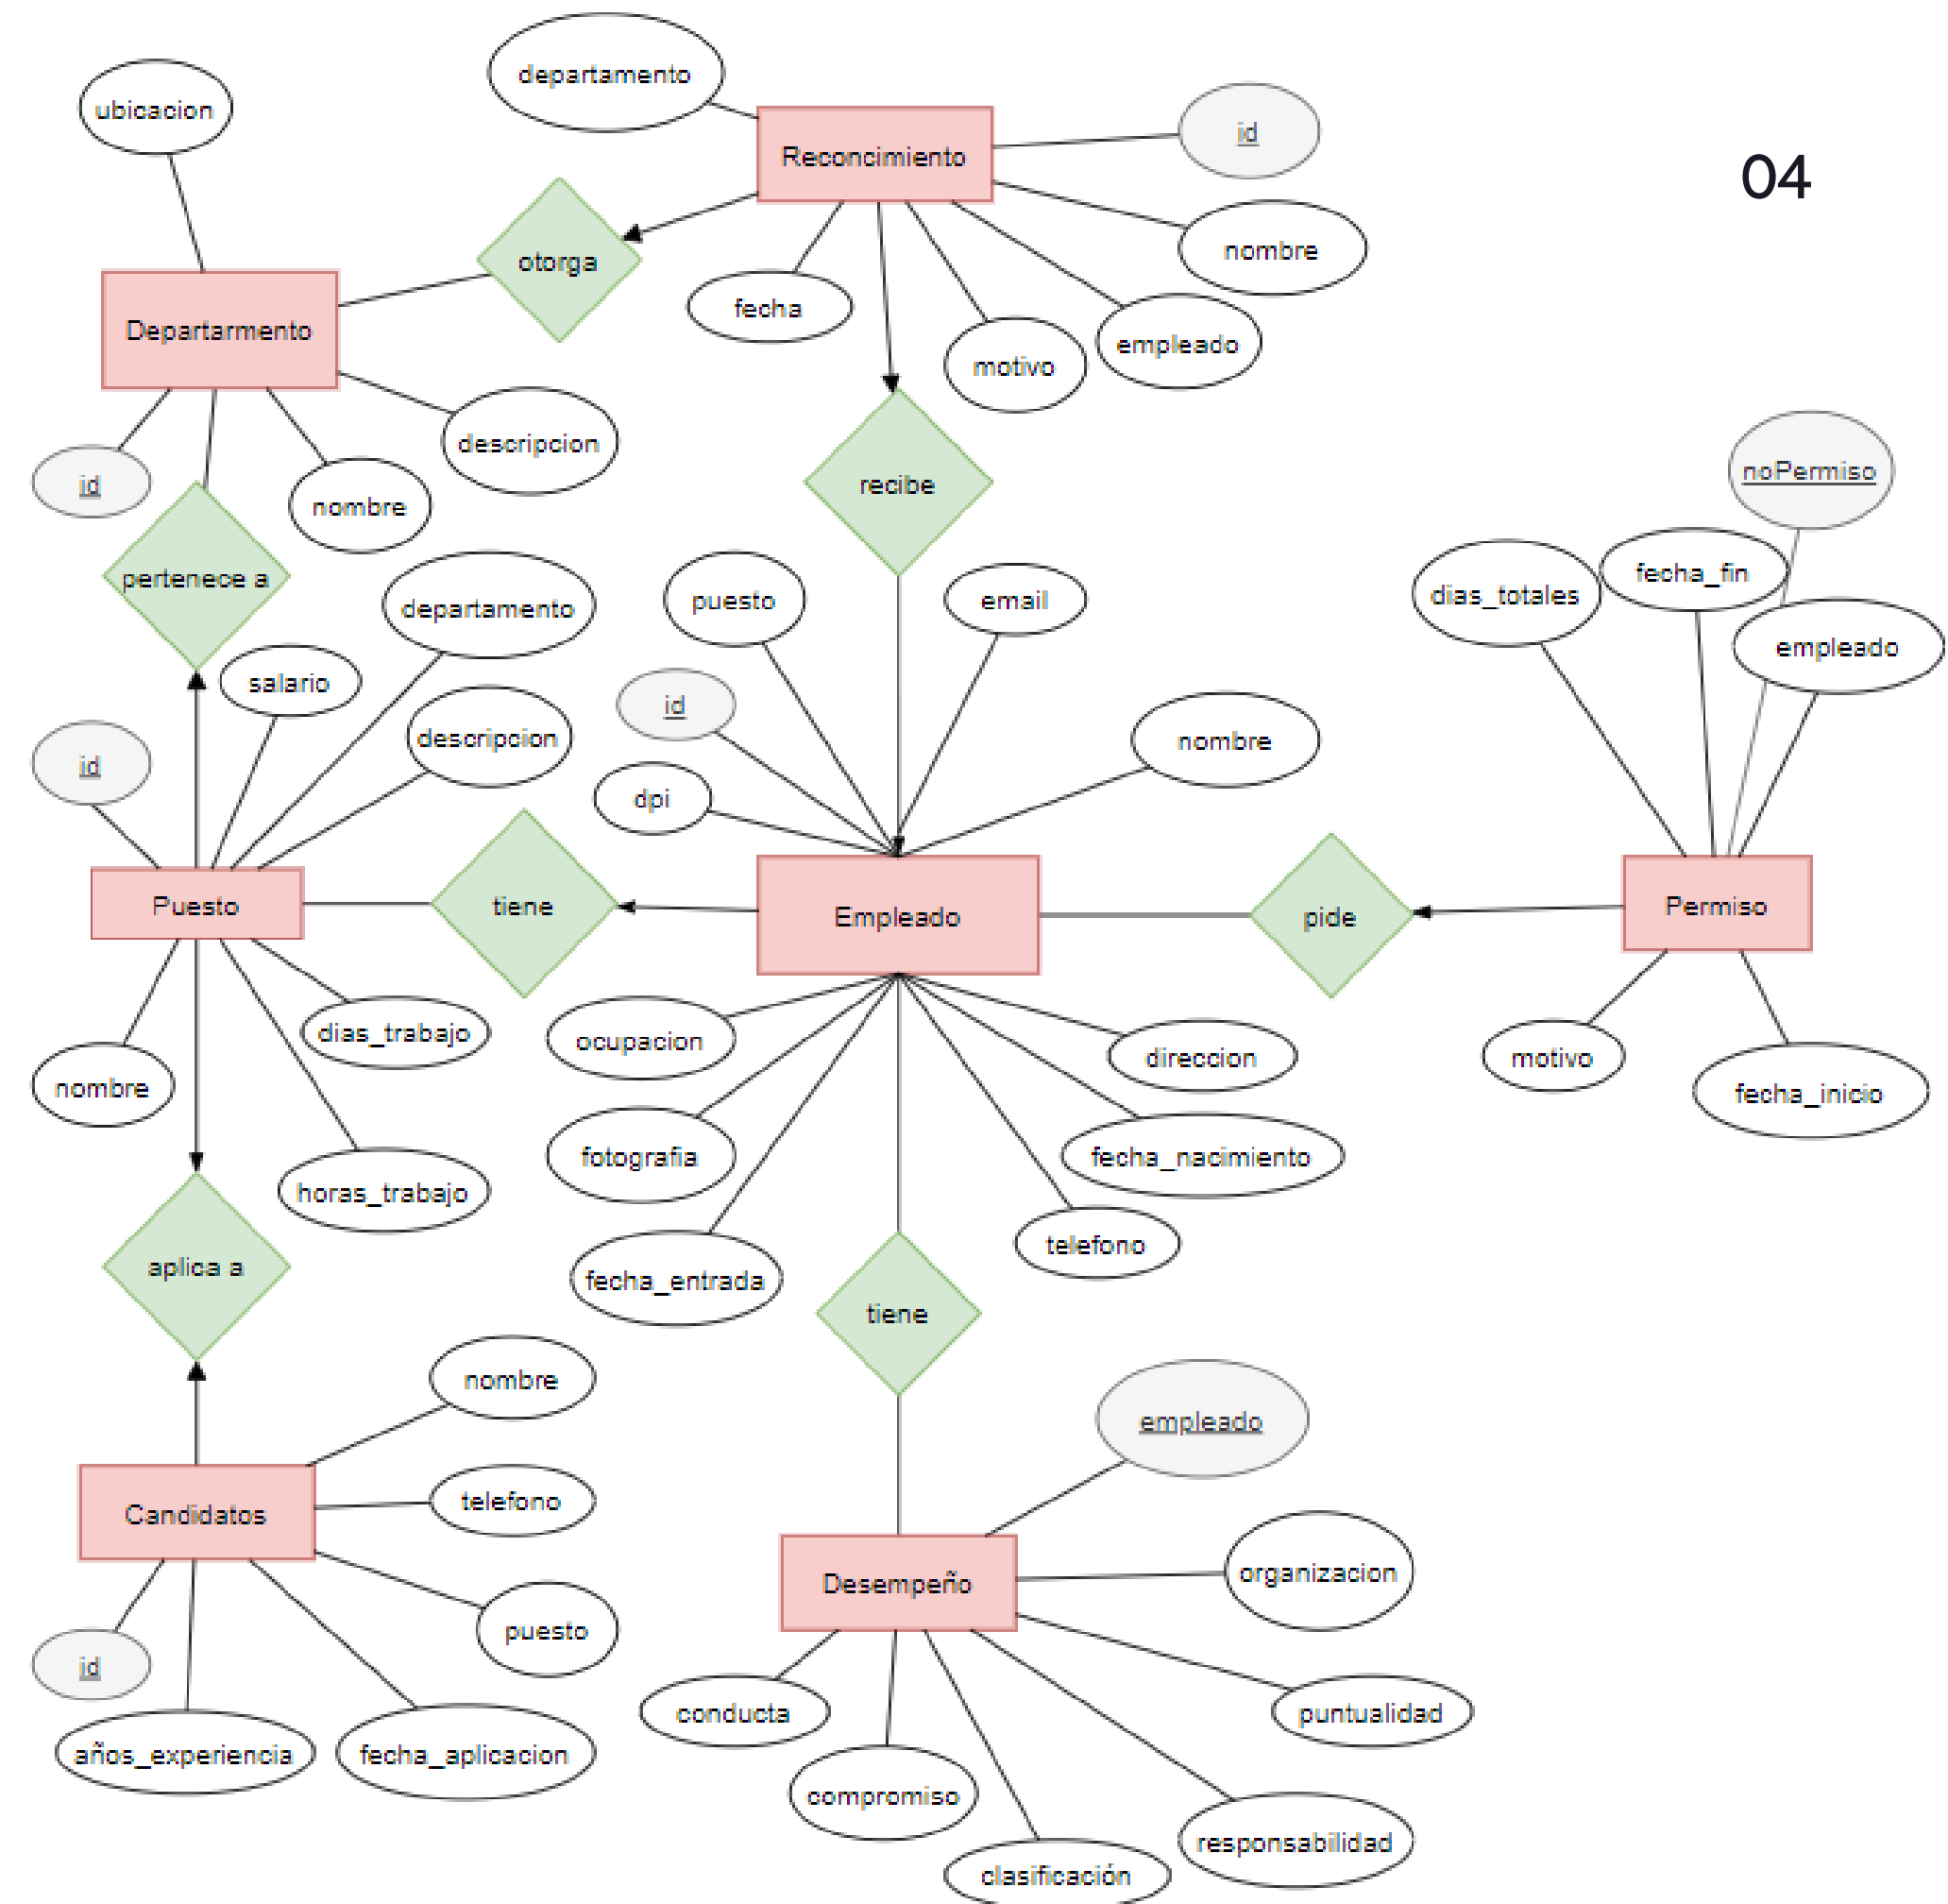 departamento
ubicacion
Reconcimiento
id
04
nombre
otorga
fecha
empleado
motivo
Departarmento
descripcion
id
nombre
recibe
noPermiso
pertenece a
departamento
puesto
email
dias_totales
fecha_fin
empleado
salario
id
nombre
descripcion
id
dpi
Puesto
tiene
Empleado
pide
Permiso
dias_trabajo
ocupacion
direccion
motivo
nombre
fecha_inicio
fotografia
fecha_nacimiento
horas_trabajo
telefono
aplica a
fecha_entrada
tiene
nombre
empleado
telefono
Candidatos
organizacion
Desempeño
puesto
id
conducta
puntualidad
años_experiencia
fecha_aplicacion
compromiso
responsabilidad
clasificación